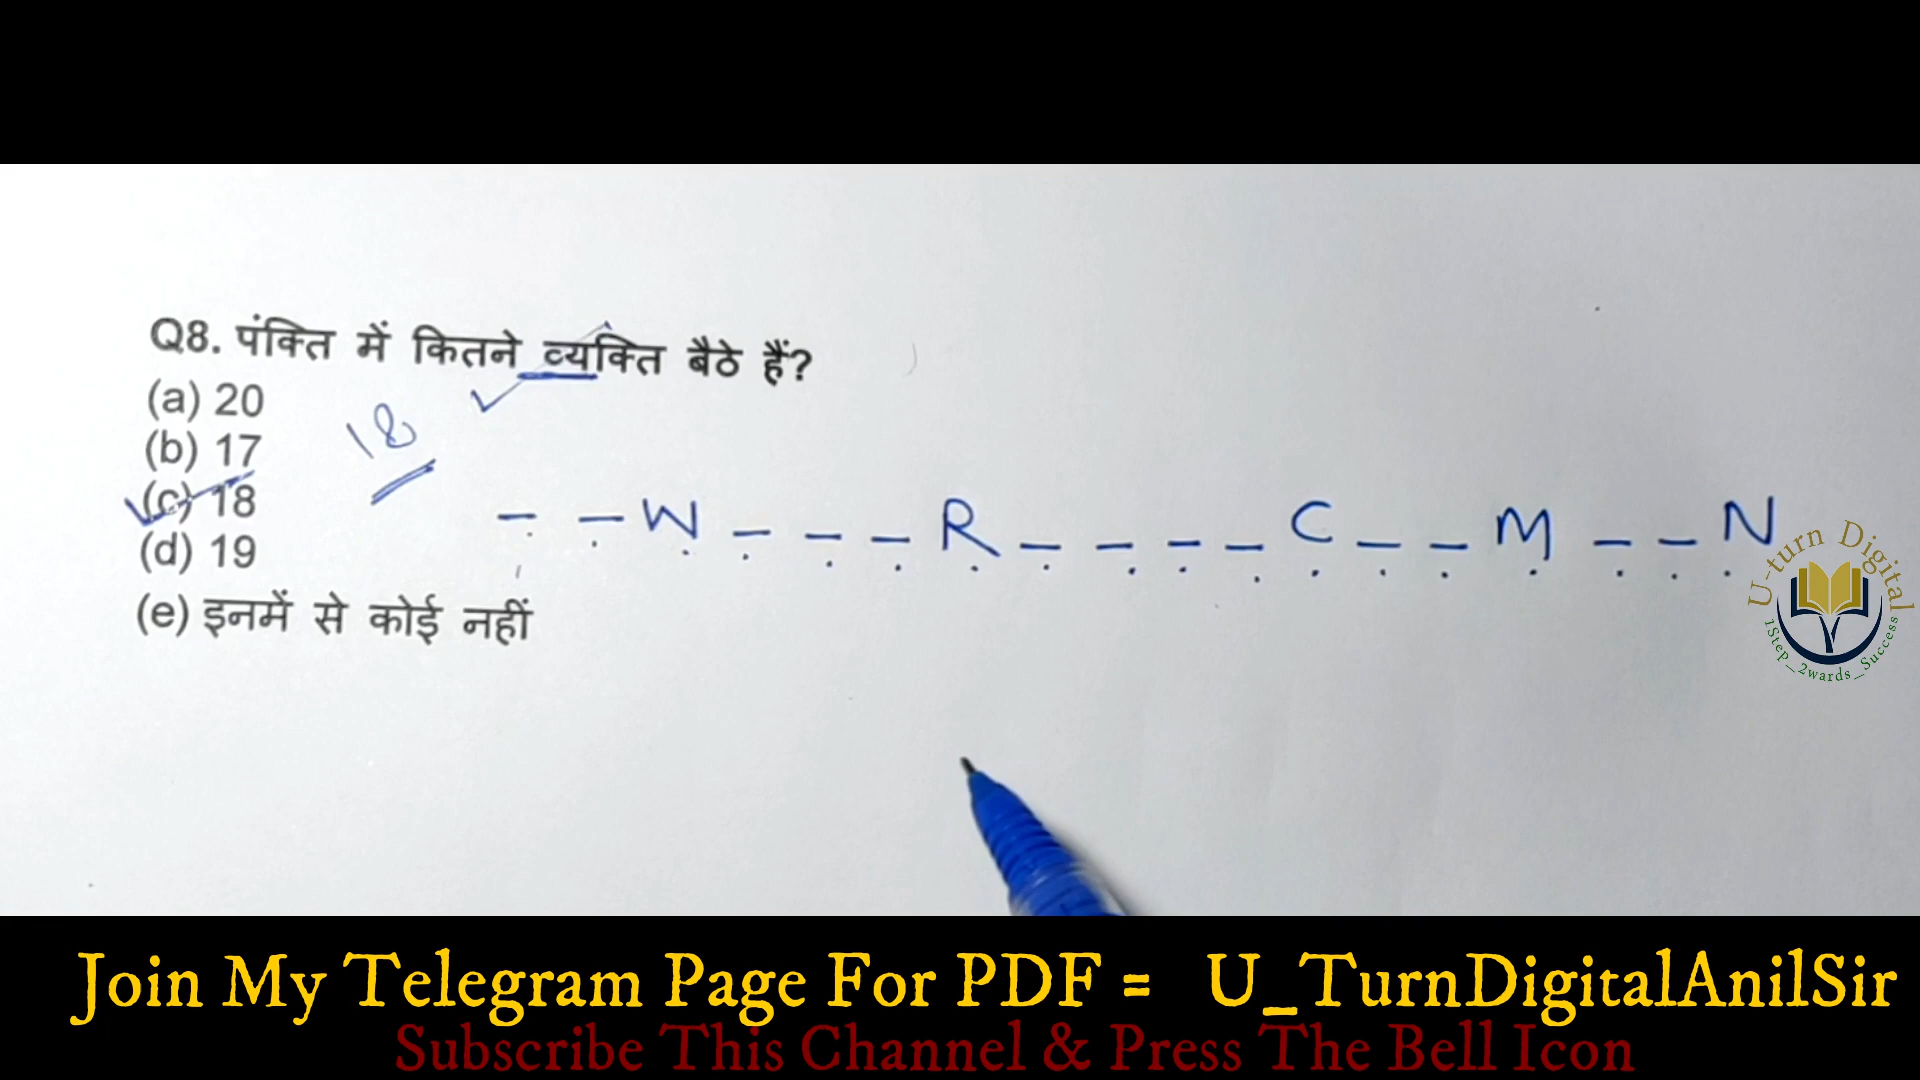 Q8. पंक्ति में कितने व्यक्ति बैठे हैं?
(a) 20
(b) 17
(c) 18
(d) 19
(e) इनमें से कोई नहीं
18
_ _ W _ _ _ R _ _ _ _ C _ _ M _ _ N
U-turn Digital
1Step_2wards_Success
Join My Telegram Page For PDF = U_TurnDigitalAnilSir
Subscribe This Channel & Press The Bell Icon